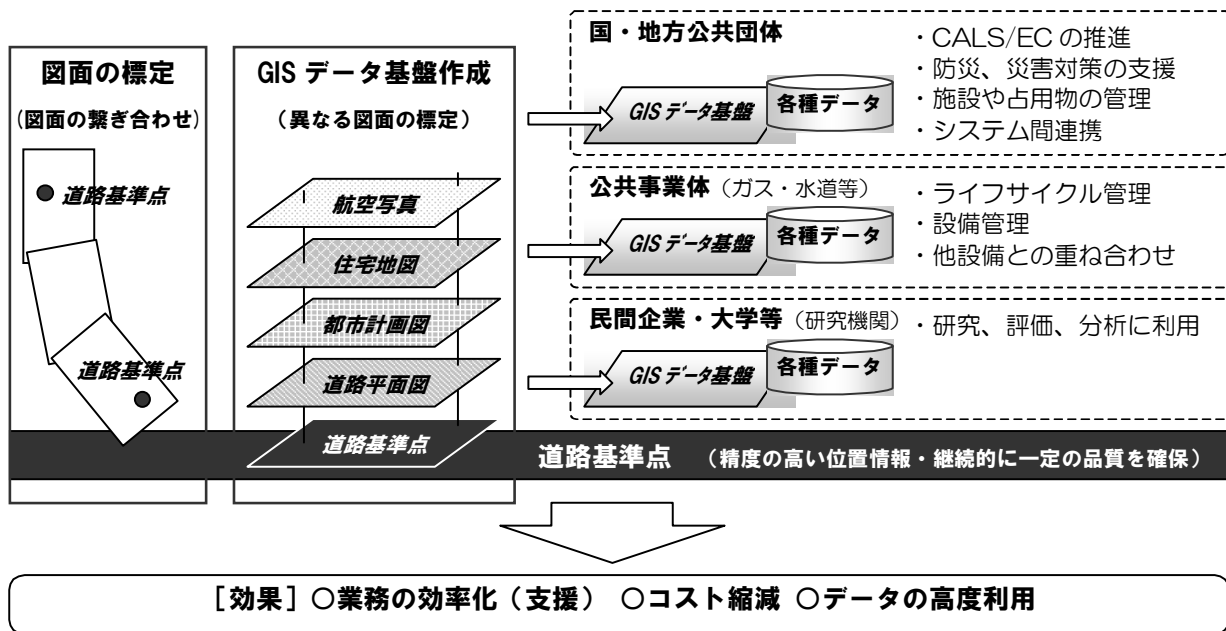 図面の標定
(図面の繋ぎ合わせ)
道路基準点
道路基準点
GIS データ基盤作成
（異なる図面の標定）
航空写真
住宅地図
都市計画図
道路平面図
道路基準点
国・地方公共団体
GIS データ基盤
各種データ
・CALS/EC の推進
・防災、災害対策の支援
・施設や占用物の管理
・システム間連携
公共事業体（ガス・水道等）
GIS データ基盤
各種データ
・ライフサイクル管理
・設備管理
・他設備との重ね合わせ
民間企業・大学等（研究機関）
GIS データ基盤
各種データ
・研究、評価、分析に利用
道路基準点 （精度の高い位置情報・継続的に一定の品質を確保）
［効果］○業務の効率化（支援） ○コスト縮減 ○データの高度利用